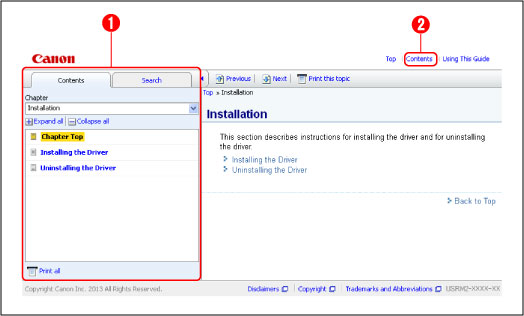 1
2
Canon
Top Contents Using This Guide
Contents Search
Previous Next Print this topic
Chapter
Top » Installation
Installation
Expand all Collapse all
Installation
Chapter Top
Installing the Driver
Uninstalling the Driver
This section describes instructions for installing the driver and for uninstalling
the driver.
Installing the Driver
Uninstalling the Driver
Back to Top
Print all
Copyright Canon Inc. 2013 All Rights Reserved.
Disclaimers Copyright Trademarks and Abbreviations USRM2-XXXX-XX